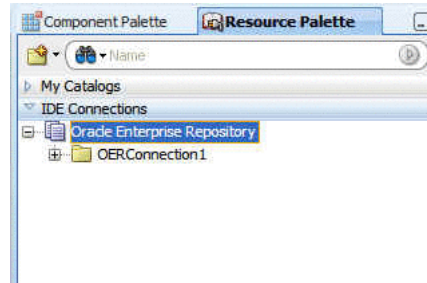 Component Palette Resource Palette
Name
My Catalogs
IDE Connections
Oracle Enterprise Repository
OERConnection1